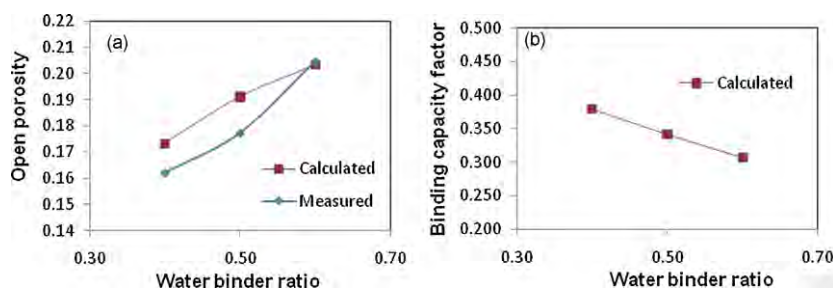 (a)
Open porosity
0.22
0.21
0.20
0.19
0.18
0.17
0.16
0.15
0.14
Calculated
Measured
0.30 0.50 0.70
Water binder ratio
(b)
Binding capacity factor
0.500
0.450
0.400
0.350
0.300
0.250
0.200
Calculated
0.30 0.50 0.70
Water binder ratio